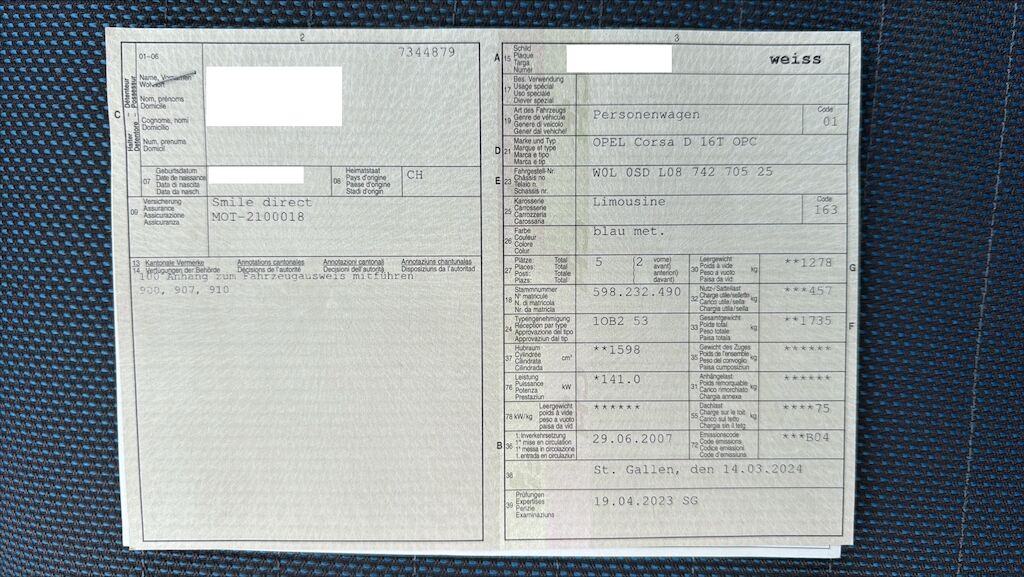 2
01-06
7344879
C
Halter – Détenteur
Detentore – Possessur
Name, Vornamen
Wohnort
Nom, prénoms
Domicile
Cognome, nomi
Domicilio
Num, prenums
Domicil
07
Geburtsdatum
Date de naissance
Data di nascita
Data da nasch.
08
Heimatstaat
Pays d'origine
Paese d'origine
Stadi d'origin
CH
09
Versicherung
Assurance
Assicurazione
Assicuranza
Smile direct
MOT-2100018
13 Kantonale Vermerke
Annotations cantonales
Annotazioni cantonali
Annotaziuns chantunalas
14 Verfügungen der Behörde
Décisions de l'autorité
Decisioni dell'autorità
Disposiziuns da l'autoritad
100 Anhang zum Fahrzeugausweis mitführen
900, 907, 910
3
A
15
Schild
Plaque
Targa
Numer
weiss
17
Bes. Verwendung
Usage spécial
Uso speciale
Diever spezial
19
Art des Fahrzeugs
Genre de véhicule
Genere di veicolo
Gener dal vehichel
Personenwagen
Code
01
D
21
Marke und Typ
Marque et type
Marca e tipo
Marca e tip
OPEL Corsa D 16T OPC
E
23
Fahrgestell-Nr.
Châssis no
Telaio n.
Schassis nr.
W0L 0SD L08 742 705 25
25
Karosserie
Carrosserie
Carrozzeria
Carossaria
Limousine
Code
163
26
Farbe
Couleur
Colore
Colur
blau met.
27
Plätze: Total
Places: Total
Posti: Totale
Plazs: Total
5
(2
vorne)
avant)
anteriori)
davant)
30
Leergewicht
Poids à vide
Peso a vuoto
Paisa da vid
kg
**1278
G
18
Stammnummer
N° matricule
N. di matricola
Nr. da matricla
598.232.490
32
Nutz-/Sattellast
Charge utile/sellette
Carico utile/sella
Chargia utila/sella
kg
***457
24
Typengenehmigung
Réception par type
Approvazione del tipo
Approvaziun dal tip
1OB2 53
33
Gesamtgewicht
Poids total
Peso totale
Paisa totala
kg
**1735
F
37
Hubraum
Cylindrée
Cilindrata
Cilindrada
cm³
**1598
35
Gewicht des Zuges
Poids de l'ensemble
Peso del convoglio
Paisa cumposiziun
kg
******
76
Leistung
Puissance
Potenza
Prestaziun
kW
*141.0
31
Anhängelast
Poids remorquable
Carico rimorchiato
Chargia annexa
kg
******
78 kW/kg
Leergewicht
poids à vide
peso a vuoto
paisa da vid
******
55
Dachlast
Charge sur le toit
Carico sul tetto
Chargia sin il tetg
kg
****75
B
36
1. Inverkehrsetzung
1re mise en circulation
1a messa in circolazione
1. entrada en circulaziun
29.06.2007
72
Emissionscode
Code émissions
Codice emissioni
Code d'emissiuns
***B04
38
St. Gallen, den 14.03.2024
39
Prüfungen
Expertises
Perizie
Examinaziuns
19.04.2023 SG